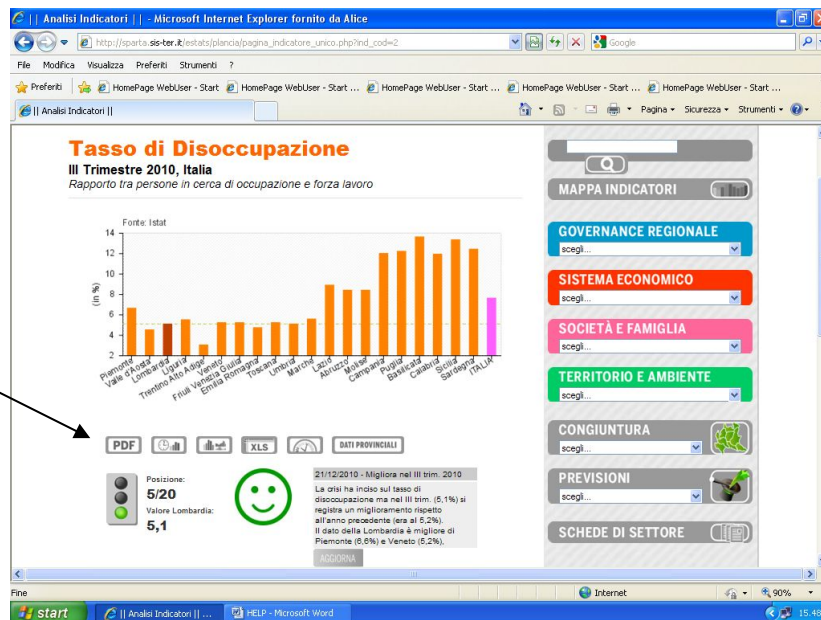 || Analisi Indicatori || - Microsoft Internet Explorer fornito da Alice
http://sparta.sis-ter.it/estats/plancia/pagina_indicatore_unico.php?ind_cod=2
Google
File Modifica Visualizza Preferiti Strumenti ?
Preferiti HomePage WebUser - Start HomePage WebUser - Start ... HomePage WebUser - Start ... HomePage WebUser - Start ... HomePage WebUser - Start ...
|| Analisi Indicatori ||
Pagina Sicurezza Strumenti
Tasso di Disoccupazione
III Trimestre 2010, Italia
Rapporto tra persone in cerca di occupazione e forza lavoro
Fonte: Istat
(in %)
14
12
10
8
6
4
2
Piemonte
Valle d'Aosta
Lombardia
Liguria
Trentino Alto Adige
Veneto
Friuli Venezia Giulia
Emilia Romagna
Toscana
Umbria
Marche
Lazio
Abruzzo
Molise
Campania
Puglia
Basilicata
Calabria
Sicilia
Sardegna
ITALIA
PDF XLS DATI PROVINCIALI
Posizione:
5/20
Valore Lombardia:
5,1
21/12/2010 - Migliora nel III trim. 2010
La crisi ha inciso sul tasso di
disoccupazione ma nel III trim. (5,1%) si
registra un miglioramento rispetto
all'anno precedente (era al 5,2%).
Il dato della Lombardia è migliore di
Piemonte (6,6%) e Veneto (5,2%),
AGGIORNA
MAPPA INDICATORI
GOVERNANCE REGIONALE
scegli...
SISTEMA ECONOMICO
scegli...
SOCIETÀ E FAMIGLIA
scegli...
TERRITORIO E AMBIENTE
scegli...
CONGIUNTURA
scegli...
PREVISIONI
scegli...
SCHEDE DI SETTORE
Fine Internet 90%
start || Analisi Indicatori || ... HELP - Microsoft Word 15.48